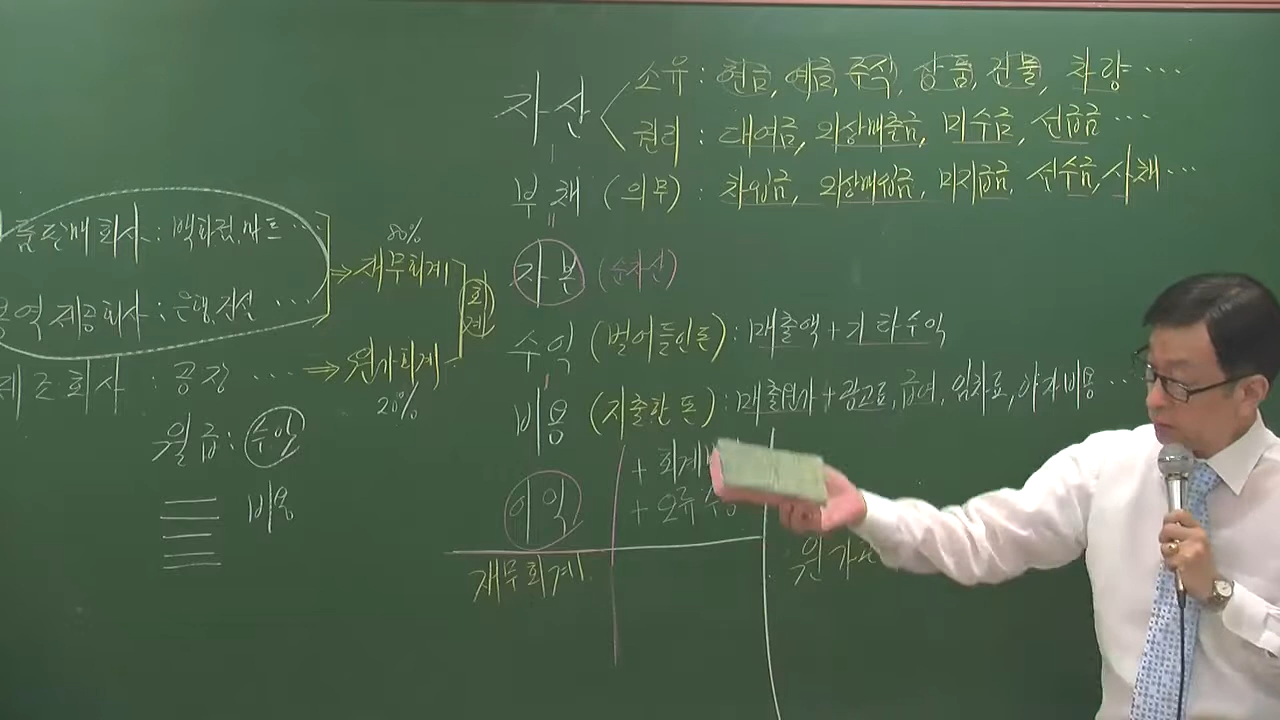 자산
소유 : 현금, 예금, 주식, 상품, 건물, 차량 …
권리 : 대여금, 외상매출금, 미수금, 선급금 …
부채 (의무) : 차입금, 외상매입금, 미지급금, 선수금, 사채 …
자본 (순자산)
수익 (벌어들인 돈) : 매출액 + 기타수익
비용 (지출한 돈) : 매출원가 + 광고료, 급여, 임차료, 이자비용 …
+ 회계
이익 + 오류수정
재무회계
원가
품판매회사 : 백화점, 마트 …
용역제공회사 : 은행, 건설 …
제조회사 : 공장 …
80%
⇒ 재무회계
회계
⇒ 원가회계
20%
월급 : 수익
비용